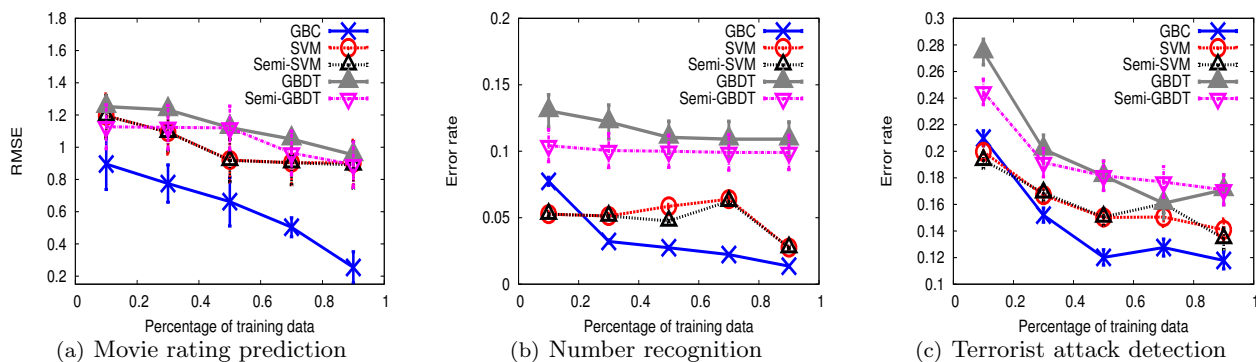 1.8
1.6
1.4
1.2
1
0.8
0.6
0.4
0.2
RMSE
GBC
SVM
Semi-SVM
GBDT
Semi-GBDT
0 0.2 0.4 0.6 0.8 1
Percentage of training data
(a) Movie rating prediction
0.2
0.15
0.1
0.05
0
Error rate
GBC
SVM
Semi-SVM
GBDT
Semi-GBDT
0 0.2 0.4 0.6 0.8 1
Percentage of training data
(b) Number recognition
0.3
0.28
0.26
0.24
0.22
0.2
0.18
0.16
0.14
0.12
0.1
Error rate
GBC
SVM
Semi-SVM
GBDT
Semi-GBDT
0 0.2 0.4 0.6 0.8 1
Percentage of training data
(c) Terrorist attack detection